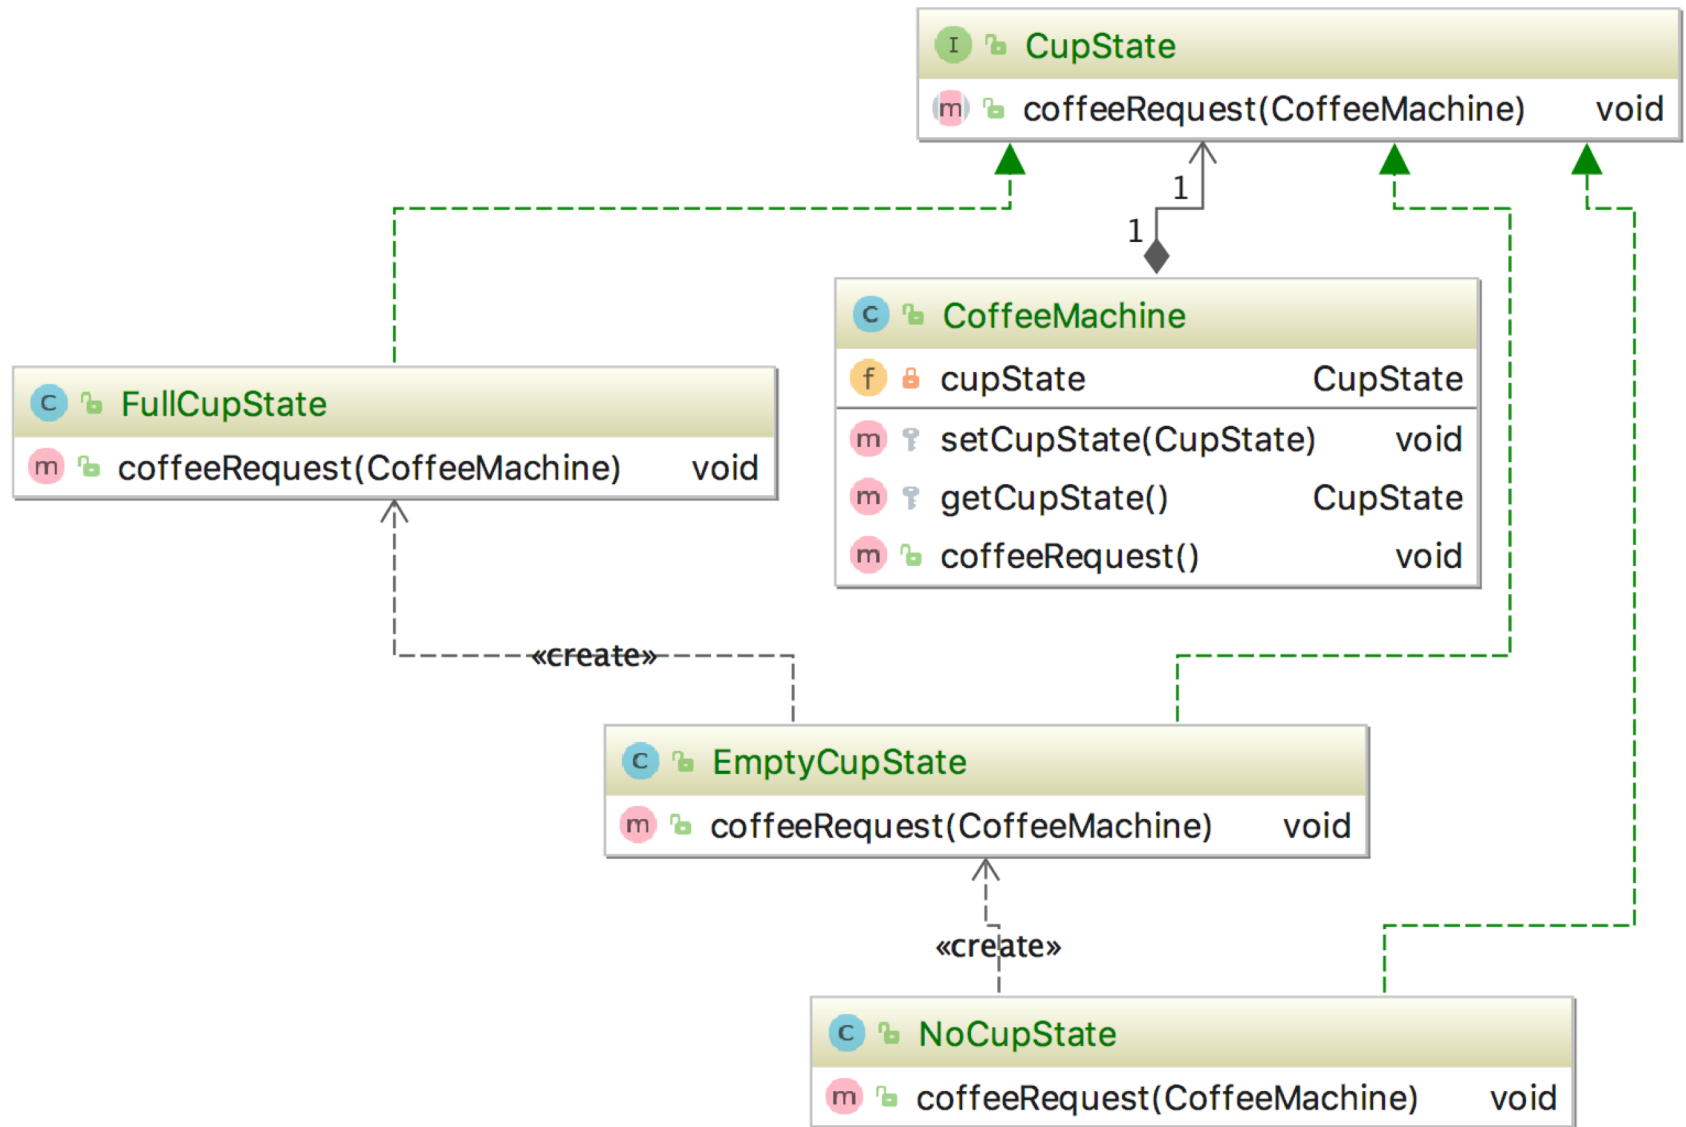 I CupState
m coffeeRequest(CoffeeMachine) void
1
1
C CoffeeMachine
f cupState CupState
m setCupState(CupState) void
m getCupState() CupState
m coffeeRequest() void
C FullCupState
m coffeeRequest(CoffeeMachine) void
«create»
C EmptyCupState
m coffeeRequest(CoffeeMachine) void
«create»
C NoCupState
m coffeeRequest(CoffeeMachine) void